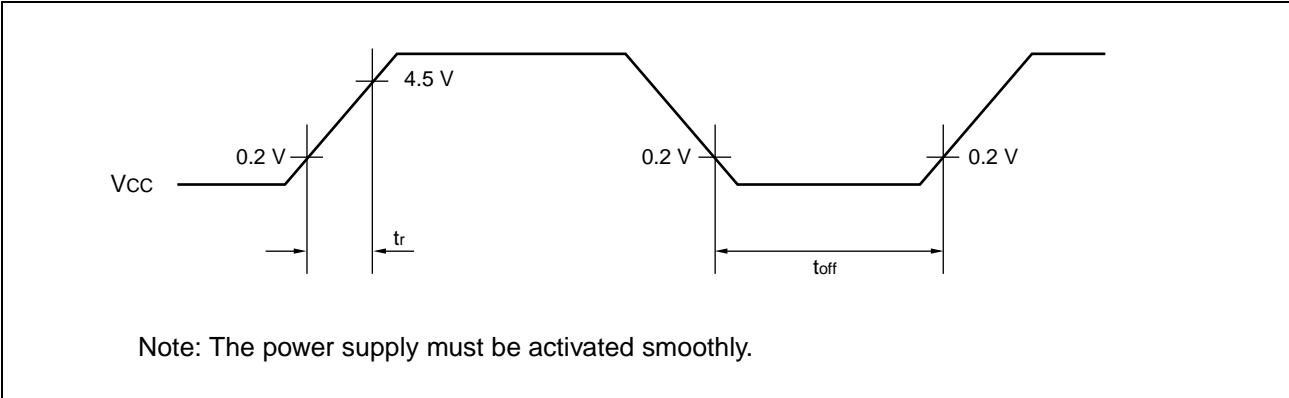 4.5 V
0.2 V
0.2 V
0.2 V
VCC
tr
toff
Note: The power supply must be activated smoothly.